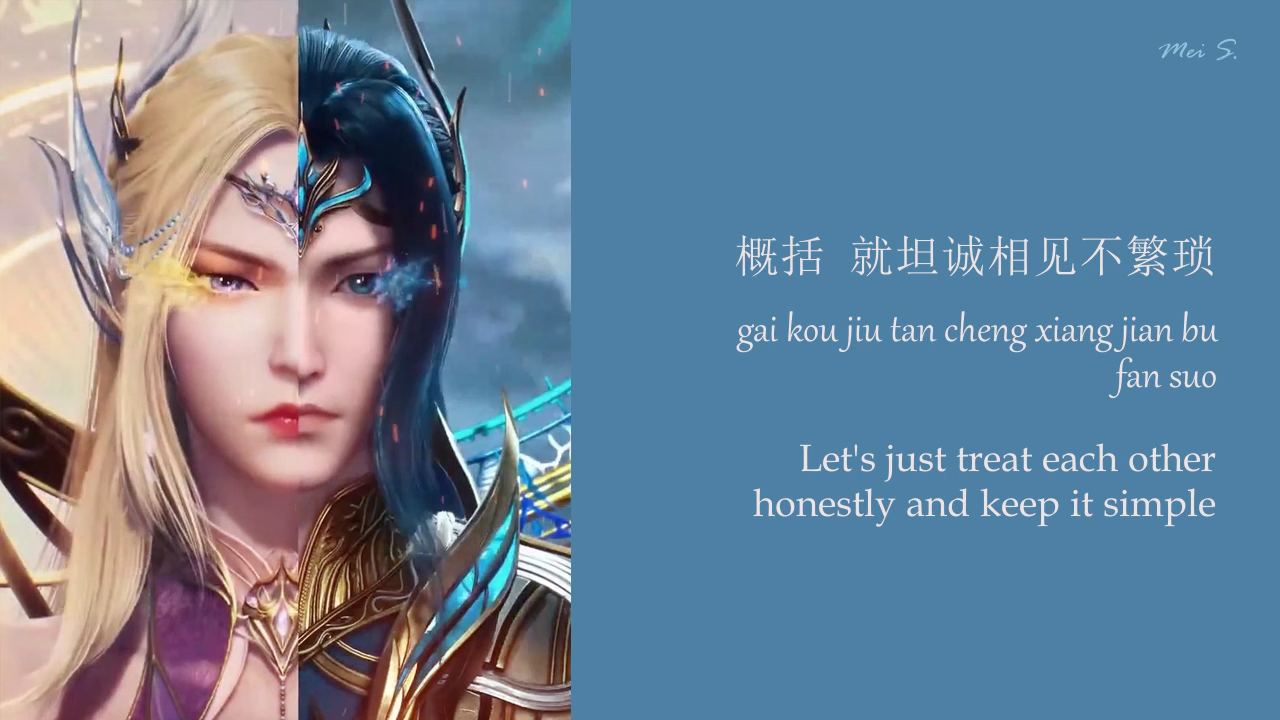 Mei S.
概括 就坦诚相见不繁琐
gai kou jiu tan cheng xiang jian bu
fan suo
Let's just treat each other
honestly and keep it simple